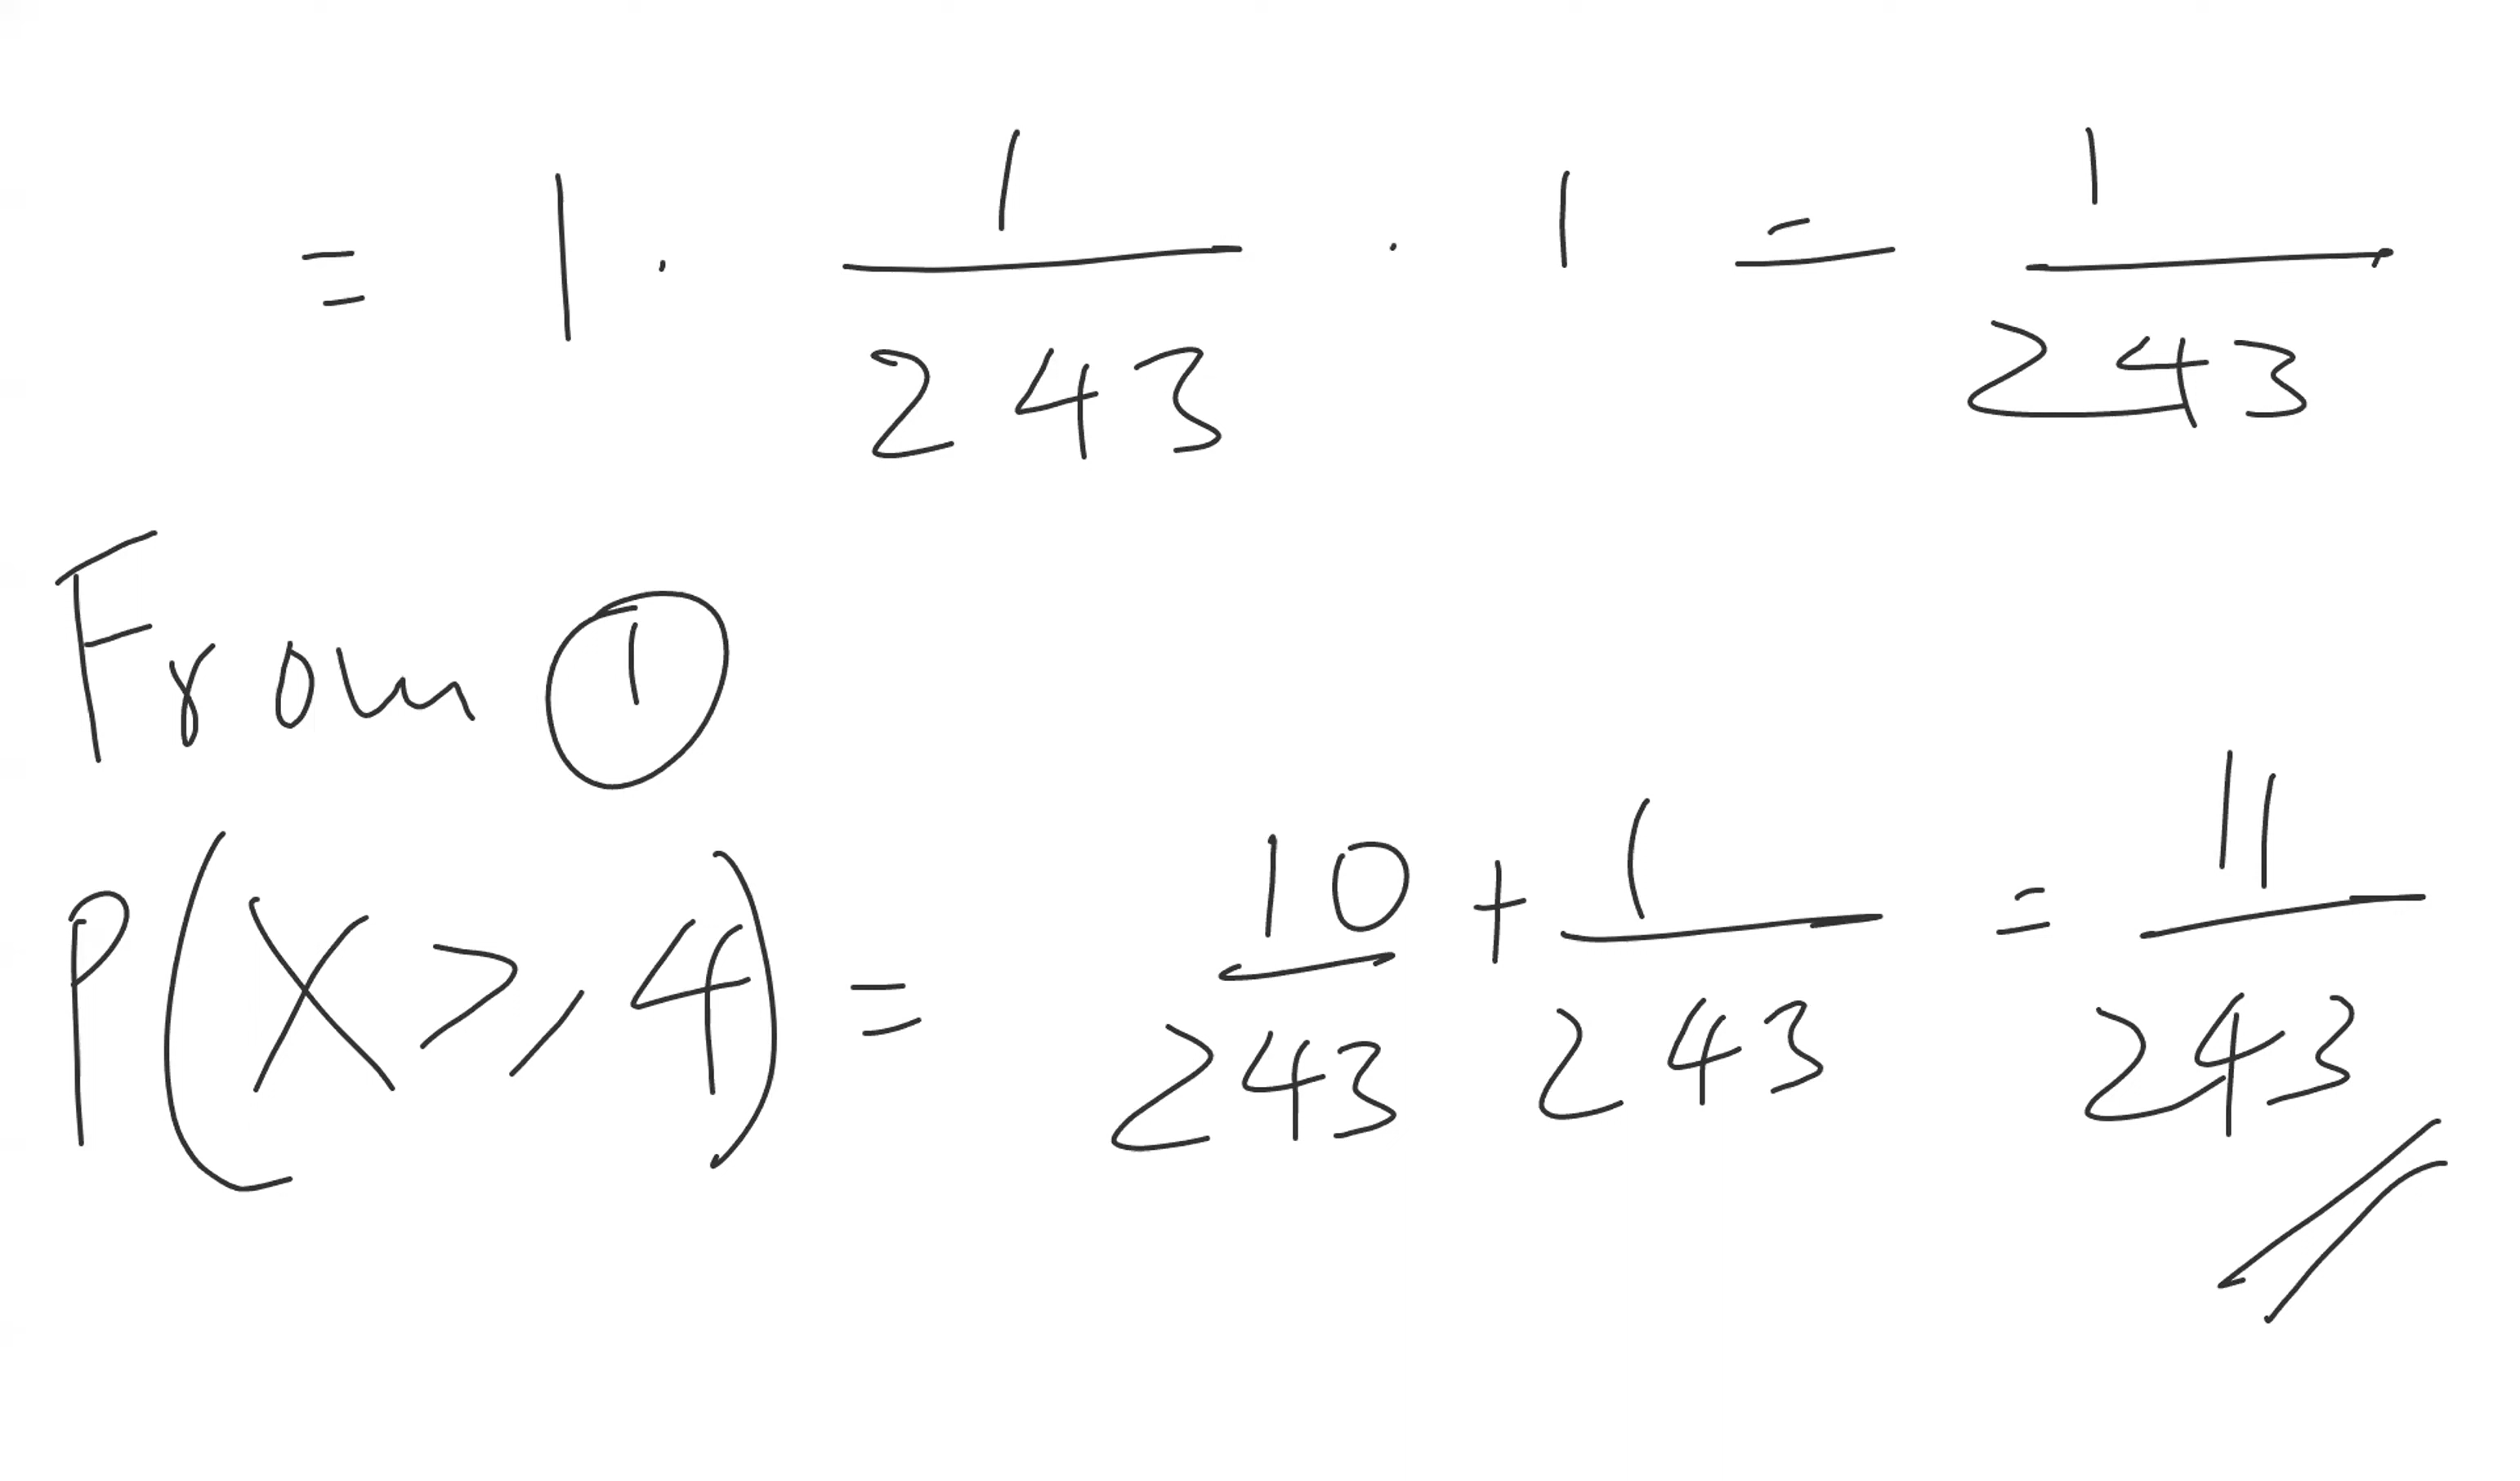 = 1 · 1/243 · 1 = 1/243
From ①
P(X ≥ 4) = 10/243 + 1/243 = 11/243